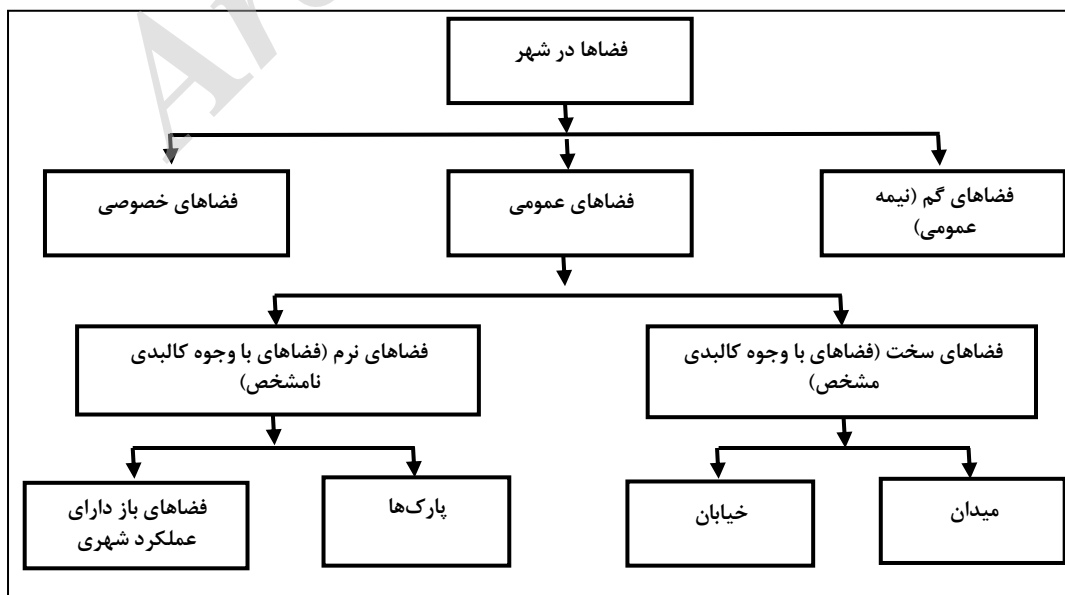 فضاها در شهر
فضاهای گم (نیمه
عمومی)
فضاهای عمومی
فضاهای خصوصی
فضاهای سخت (فضاهای با وجوه کالبدی
مشخص)
فضاهای نرم (فضاهای با وجوه کالبدی
نامشخص)
میدان
خیابان
پارک‌ها
فضاهای باز دارای
عملکرد شهری